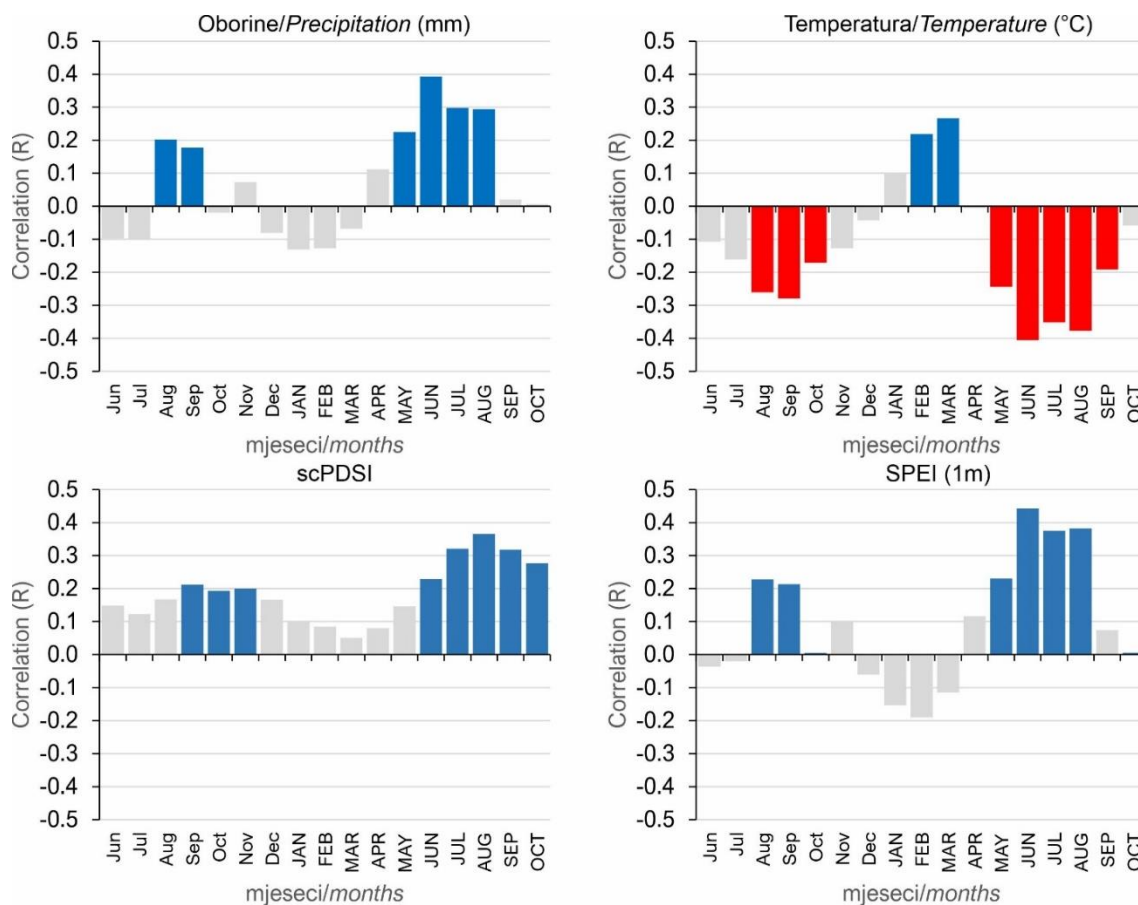 Oborine/Precipitation (mm)
0.5
0.4
0.3
0.2
0.1
0.0
-0.1
-0.2
-0.3
-0.4
-0.5
Correlation (R)
Jun Jul Aug Sep Oct Nov Dec JAN FEB MAR APR MAY JUN JUL AUG SEP OCT
mjeseci/months
Temperatura/Temperature (°C)
0.5
0.4
0.3
0.2
0.1
0.0
-0.1
-0.2
-0.3
-0.4
-0.5
Correlation (R)
Jun Jul Aug Sep Oct Nov Dec JAN FEB MAR APR MAY JUN JUL AUG SEP OCT
mjeseci/months
scPDSI
0.5
0.4
0.3
0.2
0.1
0.0
-0.1
-0.2
-0.3
-0.4
-0.5
Correlation (R)
Jun Jul Aug Sep Oct Nov Dec JAN FEB MAR APR MAY JUN JUL AUG SEP OCT
mjeseci/months
SPEI (1m)
0.5
0.4
0.3
0.2
0.1
0.0
-0.1
-0.2
-0.3
-0.4
-0.5
Correlation (R)
Jun Jul Aug Sep Oct Nov Dec JAN FEB MAR APR MAY JUN JUL AUG SEP OCT
mjeseci/months